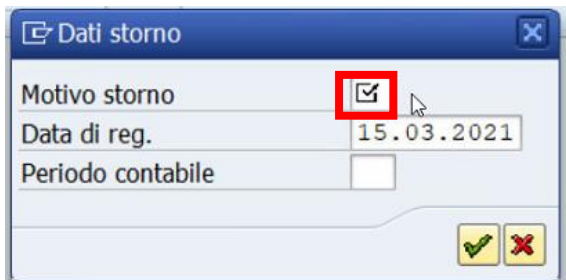 Dati storno
Motivo storno
Data di reg. 15.03.2021
Periodo contabile